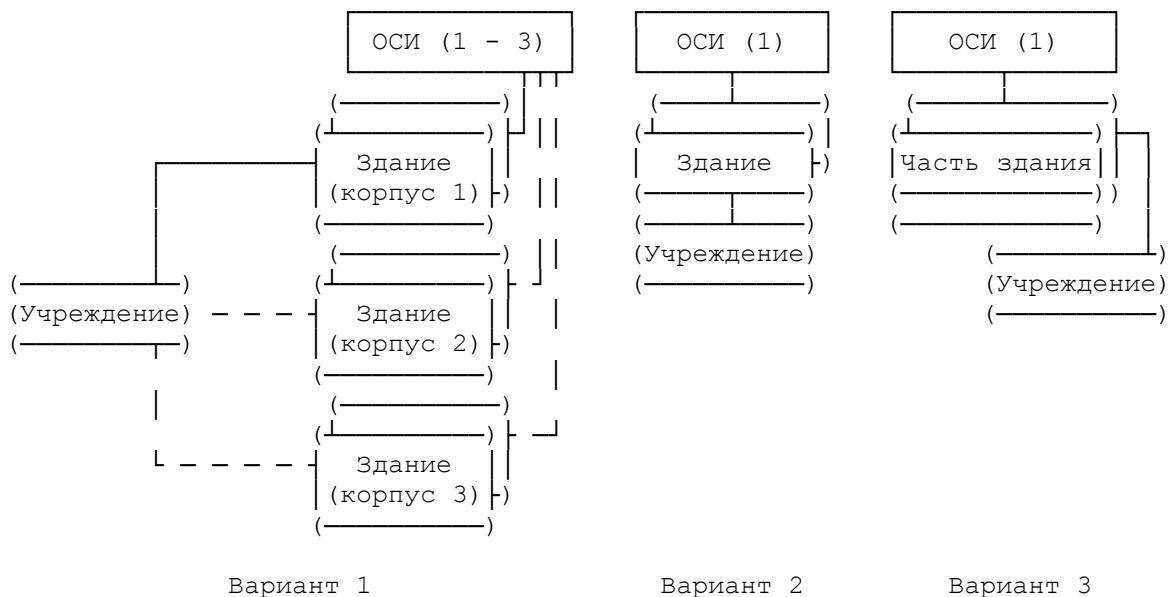 ОСИ (1 - 3) ОСИ (1) ОСИ (1)
Здание Здание Часть здания
(корпус 1)
(Учреждение)
(Учреждение)
(Учреждение) Здание
(корпус 2)
Здание
(корпус 3)
Вариант 1 Вариант 2 Вариант 3